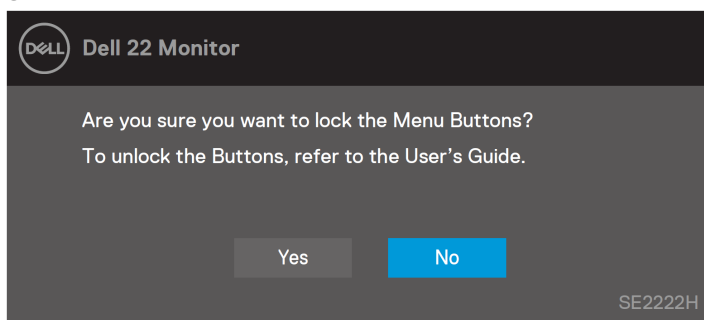 DELL Dell 22 Monitor
Are you sure you want to lock the Menu Buttons?
To unlock the Buttons, refer to the User’s Guide.
Yes No
SE2222H